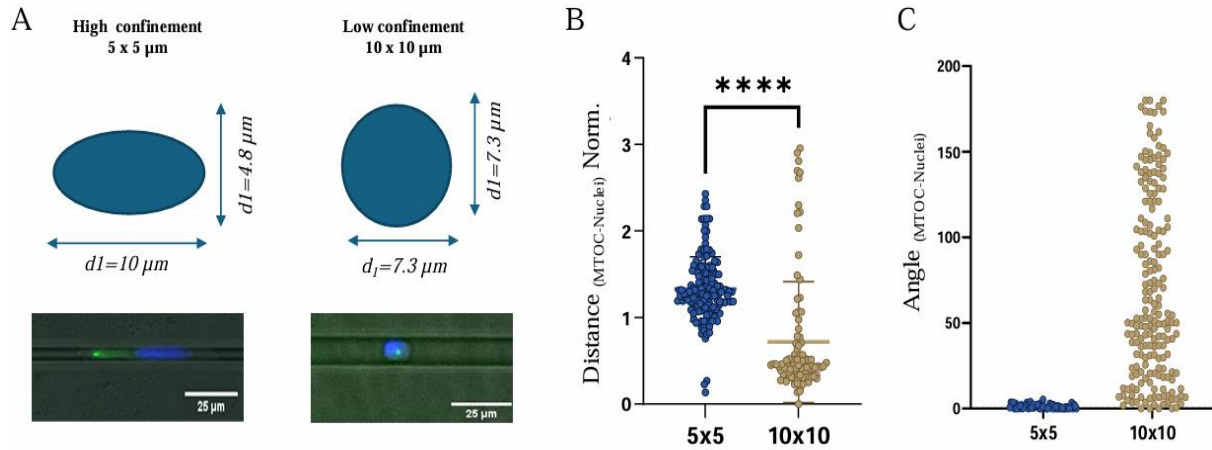 A
High confinement
5 x 5 µm
Low confinement
10 x 10 µm
d1=4.8 µm
d1=10 µm
d1=7.3 µm
d1=7.3 µm
25 µm
25 µm
B
Distance (MTOC-Nuclei) Norm.
4
3
2
1
0
****
5x5
10x10
C
Angle (MTOC-Nuclei)
200
150
100
50
0
5x5
10x10